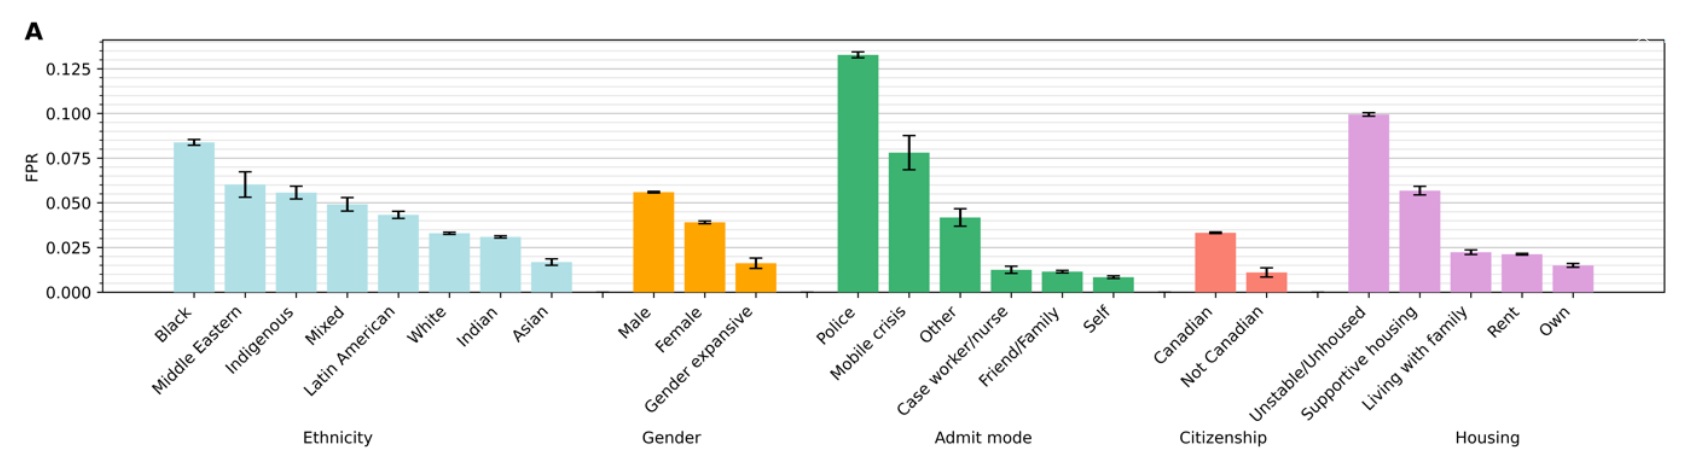 A
FPR
0.125
0.100
0.075
0.050
0.025
0.000
Black
Middle Eastern
Indigenous
Mixed
Latin American
White
Indian
Asian
Male
Female
Gender expansive
Police
Mobile crisis
Other
Case worker/nurse
Friend/Family
Self
Canadian
Not Canadian
Unstable/Unhoused
Supportive housing
Living with family
Rent
Own
Ethnicity
Gender
Admit mode
Citizenship
Housing